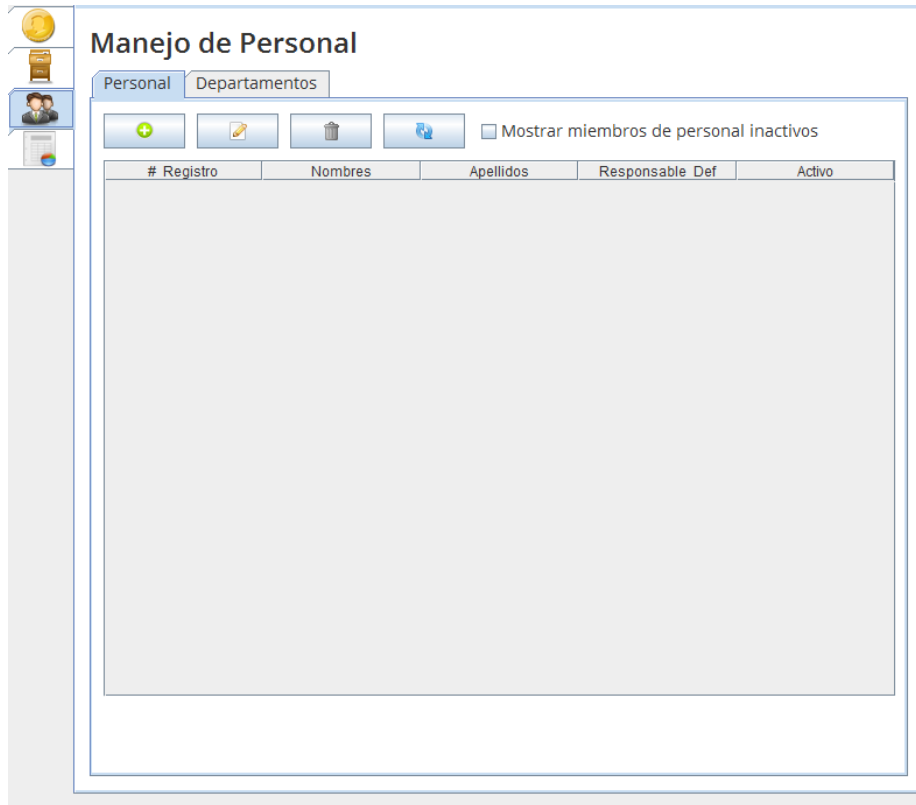 Manejo de Personal
Personal Departamentos
Mostrar miembros de personal inactivos
# Registro Nombres Apellidos Responsable Def Activo